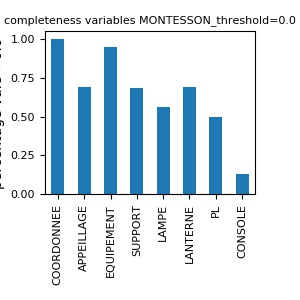 completeness variables MONTESSON_threshold=0.0
1.00
0.75
0.50
0.25
0.00
COORDONNEE
APPEILLAGE
EQUIPEMENT
SUPPORT
LAMPE
LANTERNE
PL
CONSOLE